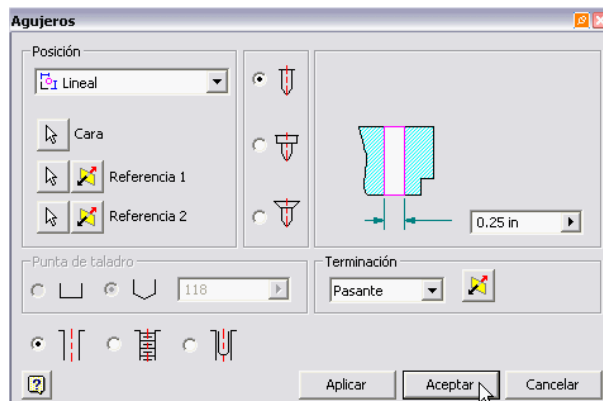 Agujeros
Posición
Lineal
Cara
Referencia 1
Referencia 2
0.25 in
Punta de taladro
118
Terminación
Pasante
Aplicar
Aceptar
Cancelar